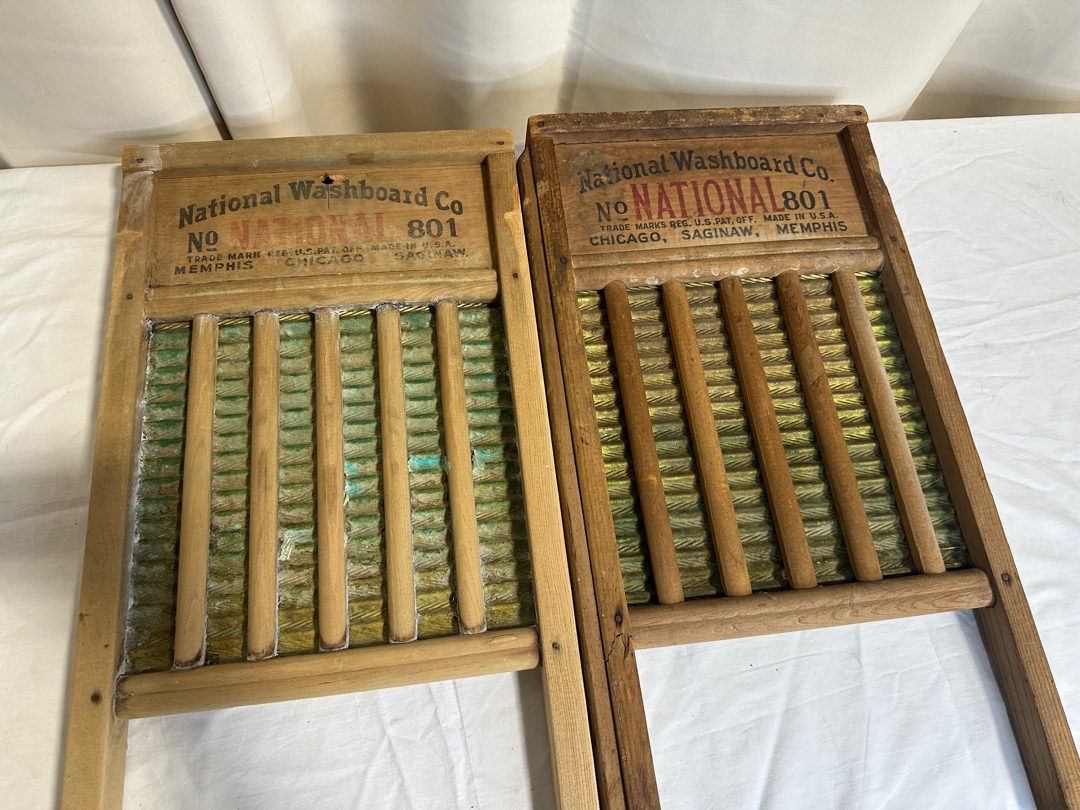 National Washboard Co
No NATIONAL 801
TRADE MARK REG. U.S. PAT. OFF. MADE IN U.S.A.
MEMPHIS CHICAGO SAGINAW.
National Washboard Co.
No NATIONAL 801
TRADE MARKS REG. U.S. PAT. OFF. MADE IN U.S.A.
CHICAGO, SAGINAW, MEMPHIS